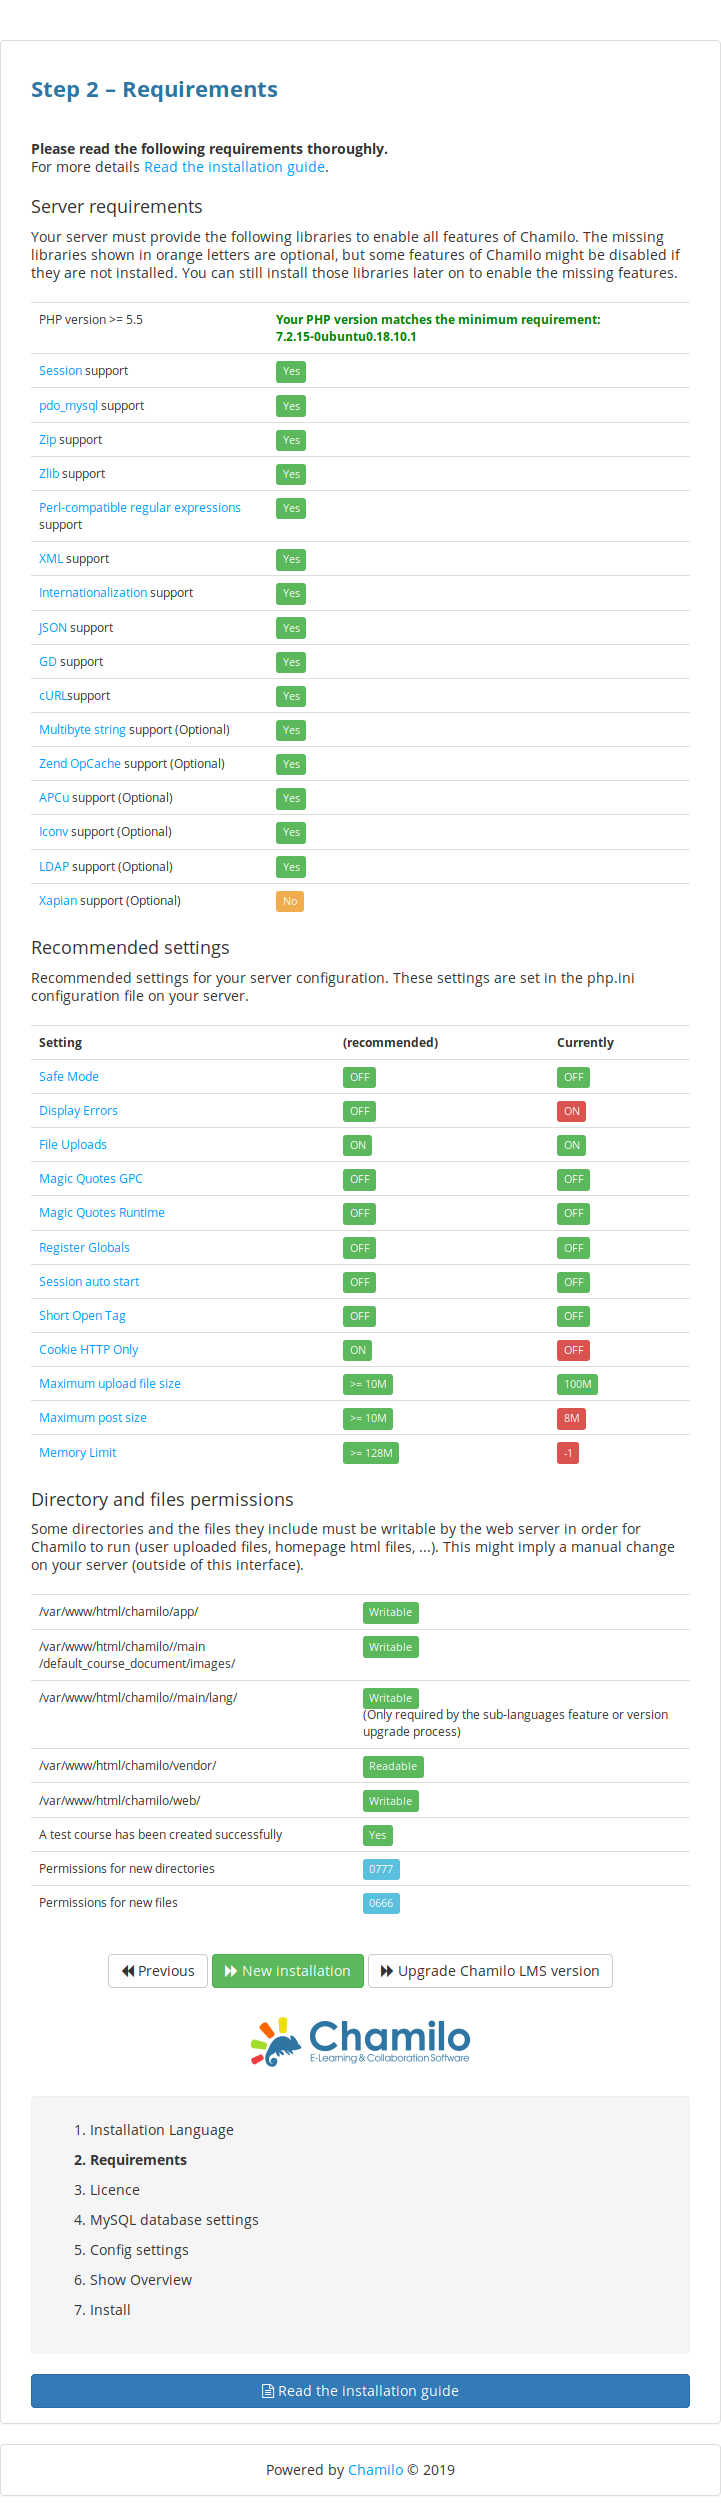 Step 2 – Requirements
Please read the following requirements thoroughly.
For more details Read the installation guide.
Server requirements
Your server must provide the following libraries to enable all features of Chamilo. The missing
libraries shown in orange letters are optional, but some features of Chamilo might be disabled if
they are not installed. You can still install those libraries later on to enable the missing features.
PHP version >= 5.5 Your PHP version matches the minimum requirement:
7.2.15-0ubuntu0.18.10.1
Session support Yes
pdo_mysql support Yes
Zip support Yes
Zlib support Yes
Perl-compatible regular expressions Yes
support
XML support Yes
Internationalization support Yes
JSON support Yes
GD support Yes
cURLsupport Yes
Multibyte string support (Optional) Yes
Zend OpCache support (Optional) Yes
APCu support (Optional) Yes
Iconv support (Optional) Yes
LDAP support (Optional) Yes
Xapian support (Optional) No
Recommended settings
Recommended settings for your server configuration. These settings are set in the php.ini
configuration file on your server.
Setting (recommended) Currently
Safe Mode OFF OFF
Display Errors OFF ON
File Uploads ON ON
Magic Quotes GPC OFF OFF
Magic Quotes Runtime OFF OFF
Register Globals OFF OFF
Session auto start OFF OFF
Short Open Tag OFF OFF
Cookie HTTP Only ON OFF
Maximum upload file size >= 10M 100M
Maximum post size >= 10M 8M
Memory Limit >= 128M -1
Directory and files permissions
Some directories and the files they include must be writable by the web server in order for
Chamilo to run (user uploaded files, homepage html files, ...). This might imply a manual change
on your server (outside of this interface).
/var/www/html/chamilo/app/ Writable
/var/www/html/chamilo//main Writable
/default_course_document/images/
/var/www/html/chamilo//main/lang/ Writable
(Only required by the sub-languages feature or version
upgrade process)
/var/www/html/chamilo/vendor/ Readable
/var/www/html/chamilo/web/ Writable
A test course has been created successfully Yes
Permissions for new directories 0777
Permissions for new files 0666
Previous New installation Upgrade Chamilo LMS version
Chamilo
E-Learning & Collaboration Software
1. Installation Language
2. Requirements
3. Licence
4. MySQL database settings
5. Config settings
6. Show Overview
7. Install
Read the installation guide
Powered by Chamilo © 2019